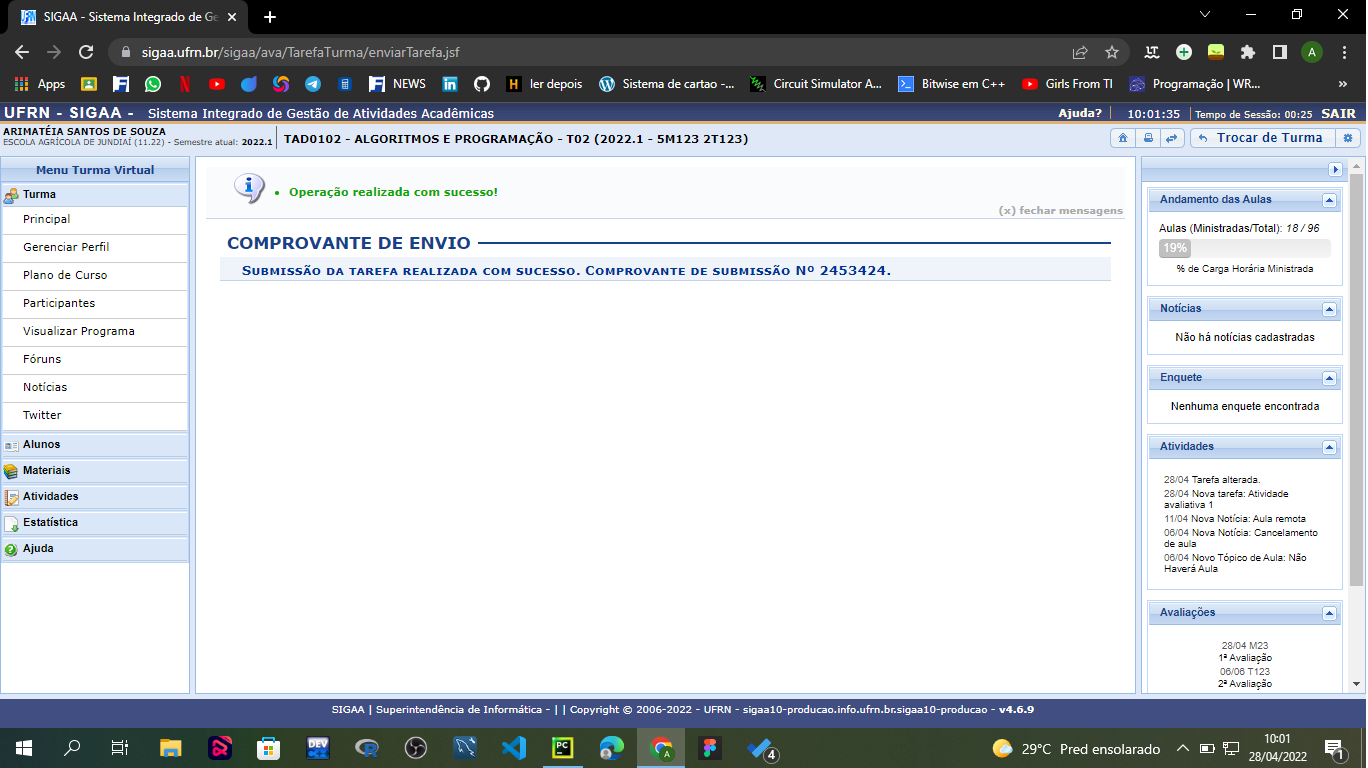 SIGAA - Sistema Integrado de Ge
sigaa.ufrn.br/sigaa/ava/TarefaTurma/enviarTarefa.jsf
A
Apps
NEWS
ler depois
Sistema de cartao -...
Circuit Simulator A...
Bitwise em C++
Girls From TI
Programação | WR...
»
UFRN - SIGAA - Sistema Integrado de Gestão de Atividades Acadêmicas
Ajuda? | 10:01:35 | Tempo de Sessão: 00:25 SAIR
ARIMATÉIA SANTOS DE SOUZA
ESCOLA AGRÍCOLA DE JUNDIAÍ (11.22) - Semestre atual: 2022.1
TAD0102 - ALGORITMOS E PROGRAMAÇÃO - T02 (2022.1 - 5M123 2T123)
Trocar de Turma
Menu Turma Virtual
Turma
Principal
Gerenciar Perfil
Plano de Curso
Participantes
Visualizar Programa
Fóruns
Notícias
Twitter
Alunos
Materiais
Atividades
Estatística
Ajuda
• Operação realizada com sucesso!
(x) fechar mensagens
COMPROVANTE DE ENVIO
Submissão da tarefa realizada com sucesso. Comprovante de submissão Nº 2453424.
Andamento das Aulas
Aulas (Ministradas/Total): 18 / 96
19%
% de Carga Horária Ministrada
Notícias
Não há notícias cadastradas
Enquete
Nenhuma enquete encontrada
Atividades
28/04 Tarefa alterada.
28/04 Nova tarefa: Atividade
avaliativa 1
11/04 Nova Notícia: Aula remota
06/04 Nova Notícia: Cancelamento
de aula
06/04 Novo Tópico de Aula: Não
Haverá Aula
Avaliações
28/04 M23
1ª Avaliação
06/06 T123
2ª Avaliação
SIGAA | Superintendência de Informática - | | Copyright © 2006-2022 - UFRN - sigaa10-producao.info.ufrn.br.sigaa10-producao - v4.6.9
DEV
PC
A
4
29°C Pred ensolarado
10:01
28/04/2022
1